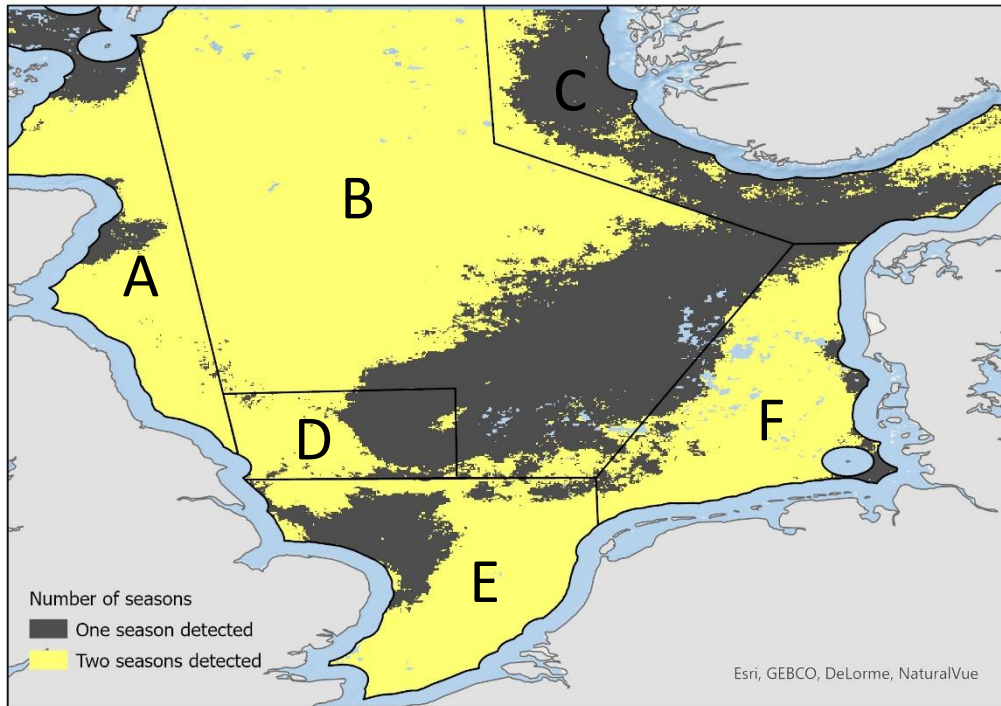 C
B
A
D
F
E
Number of seasons
One season detected
Two seasons detected
Esri, GEBCO, DeLorme, NaturalVue